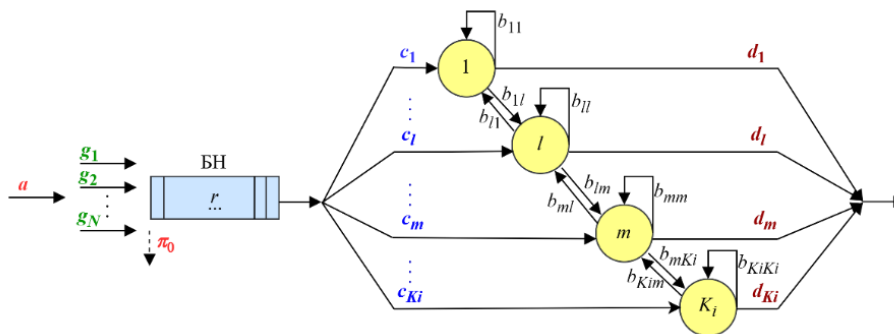 b11
c1
1
d1
b1l
bl1
bll
БН
g1
cl
l
dl
g2
a
r
...
blm
bml
bmm
gN
cm
m
dm
π0
bmKi
bKim
bKiKi
cKi
Ki
dKi